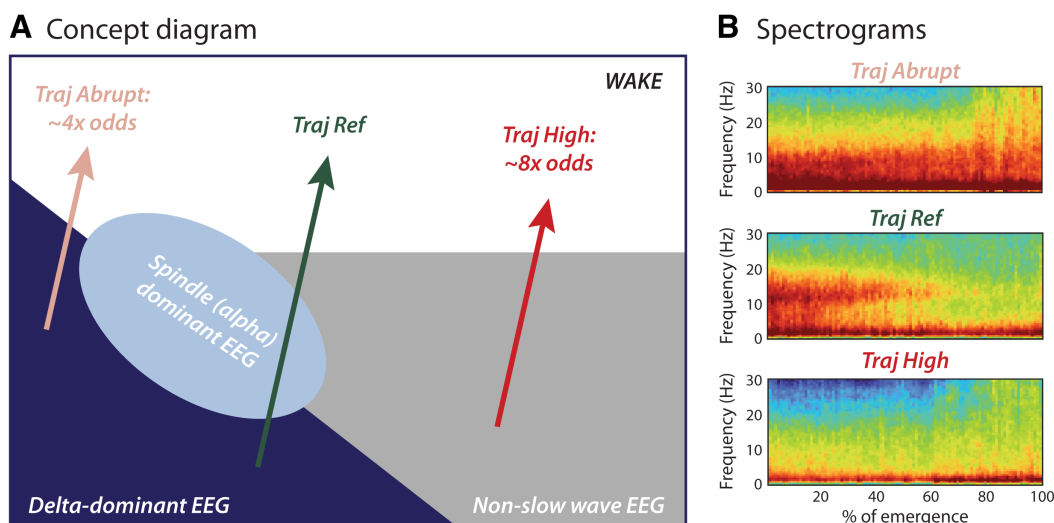 A Concept diagram
WAKE
Traj Abrupt:
~4x odds
Traj Ref
Traj High:
~8x odds
Spindle (alpha)
dominant EEG
Delta-dominant EEG
Non-slow wave EEG
B Spectrograms
Traj Abrupt
Frequency (Hz)
30
20
10
0
Traj Ref
Frequency (Hz)
30
20
10
0
Traj High
Frequency (Hz)
30
20
10
0
20 40 60 80 100
% of emergence